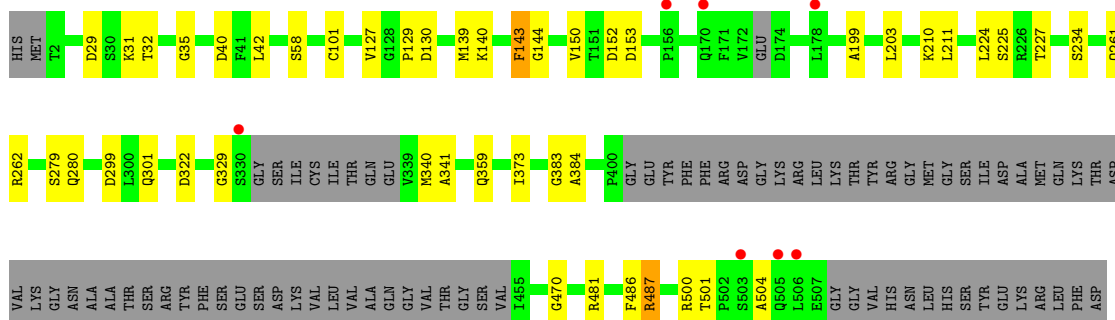 HIS MET T2 D29 S30 K31 T32 G35 D40 F41 L42 S58 C101 V127 G128 P129 D130 M139 K140 F143 G144 V150 T151 D152 D153 P156 Q170 F171 V172 GLU D174 L178 A199 L203 K210 L211 L224 S225 R226 T227 S234
R262 S279 Q280 D299 L300 Q301 D322 G329 S330 GLY SER ILE CYS ILE THR GLN GLU V339 M340 A341 Q359 I373 G383 A384 P400 GLY GLU TYR PHE PHE ARG ASP GLY LYS ARG LEU LYS THR TYR ARG GLY MET GLY SER ILE ASP ALA MET GLN LYS THR
VAL LYS GLY ASN ALA ALA THR SER ARG TYR PHE SER GLU SER ASP LYS VAL LEU VAL ALA GLN GLY VAL THR GLY SER VAL I455 G470 R481 F486 R487 R500 T501 P502 S503 A504 Q505 L506 E507 GLY GLY VAL HIS ASN LEU HIS SER TYR GLU LYS ARG LEU PHE ASP